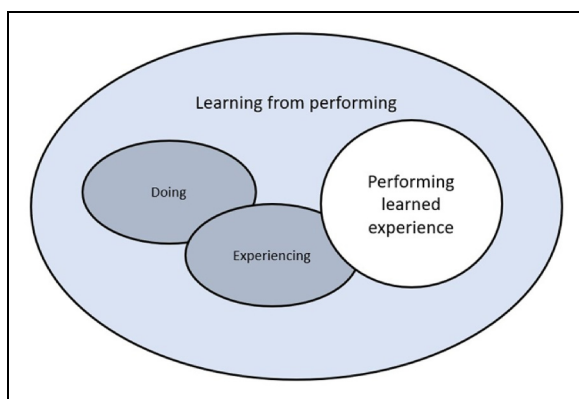 Learning from performing
Doing
Experiencing
Performing
learned
experience